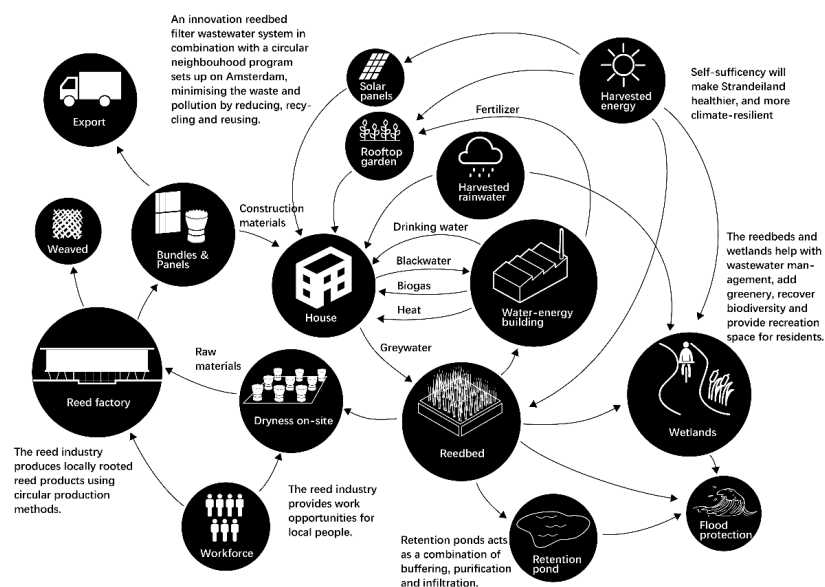 An innovation reedbed
filter wastewater system in
combination with a circular
neighbouhood program
sets up on Amsterdam,
minimising the waste and
pollution by reducing, recy-
cling and reusing.
Export
Solar
panels
Harvested
energy
Self-sufficency will
make Strandeiland
healthier, and more
climate-resilient
Fertilizer
Rooftop
garden
Harvested
rainwater
Weaved
Bundles &
Panels
Construction
materials
Drinking water
Blackwater
Biogas
Heat
House
Water-energy
building
The reedbeds and
wetlands help with
wastewater man-
agement, add
greenery, recover
biodiversity and
provide recreation
space for residents.
Greywater
Raw
materials
Reed factory
Dryness on-site
Reedbed
Wetlands
The reed industry
produces locally rooted
reed products using
circular production
methods.
Workforce
The reed industry
provides work
opportunities for
local people.
Retention ponds acts
as a combination of
buffering, purification
and infiltration.
Retention
pond
Flood
protection